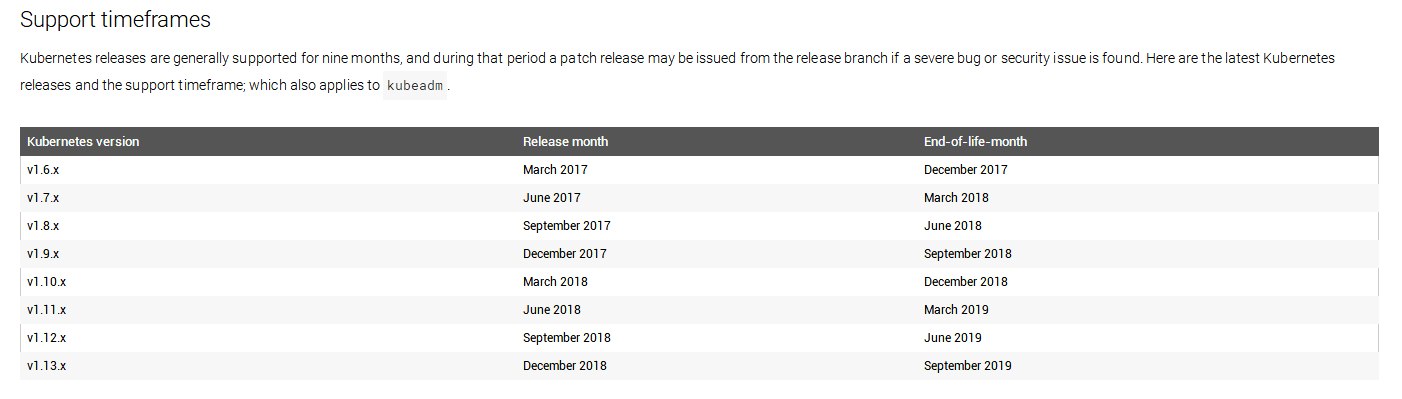 Support timeframes
Kubernetes releases are generally supported for nine months, and during that period a patch release may be issued from the release branch if a severe bug or security issue is found. Here are the latest Kubernetes
releases and the support timeframe; which also applies to kubeadm.
Kubernetes version Release month End-of-life-month
v1.6.x March 2017 December 2017
v1.7.x June 2017 March 2018
v1.8.x September 2017 June 2018
v1.9.x December 2017 September 2018
v1.10.x March 2018 December 2018
v1.11.x June 2018 March 2019
v1.12.x September 2018 June 2019
v1.13.x December 2018 September 2019